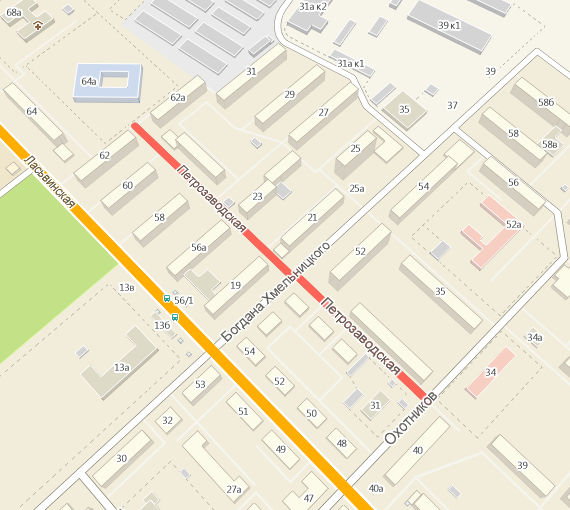 68а
31а к2
39 к1
31а к1
39
31
64а
62а
29
27
35
37
58б
64
58
58в
62
25
56
60
25а
54
23
Ласьвинская
Петрозаводская
58
21
52а
56а
52
19
35
13в
56/1
Богдана Хмельницкого
13б
Петрозаводская
34а
54
13а
34
52
53
31
51
50
Охотников
32
49
48
40
30
39
27а
47
40а